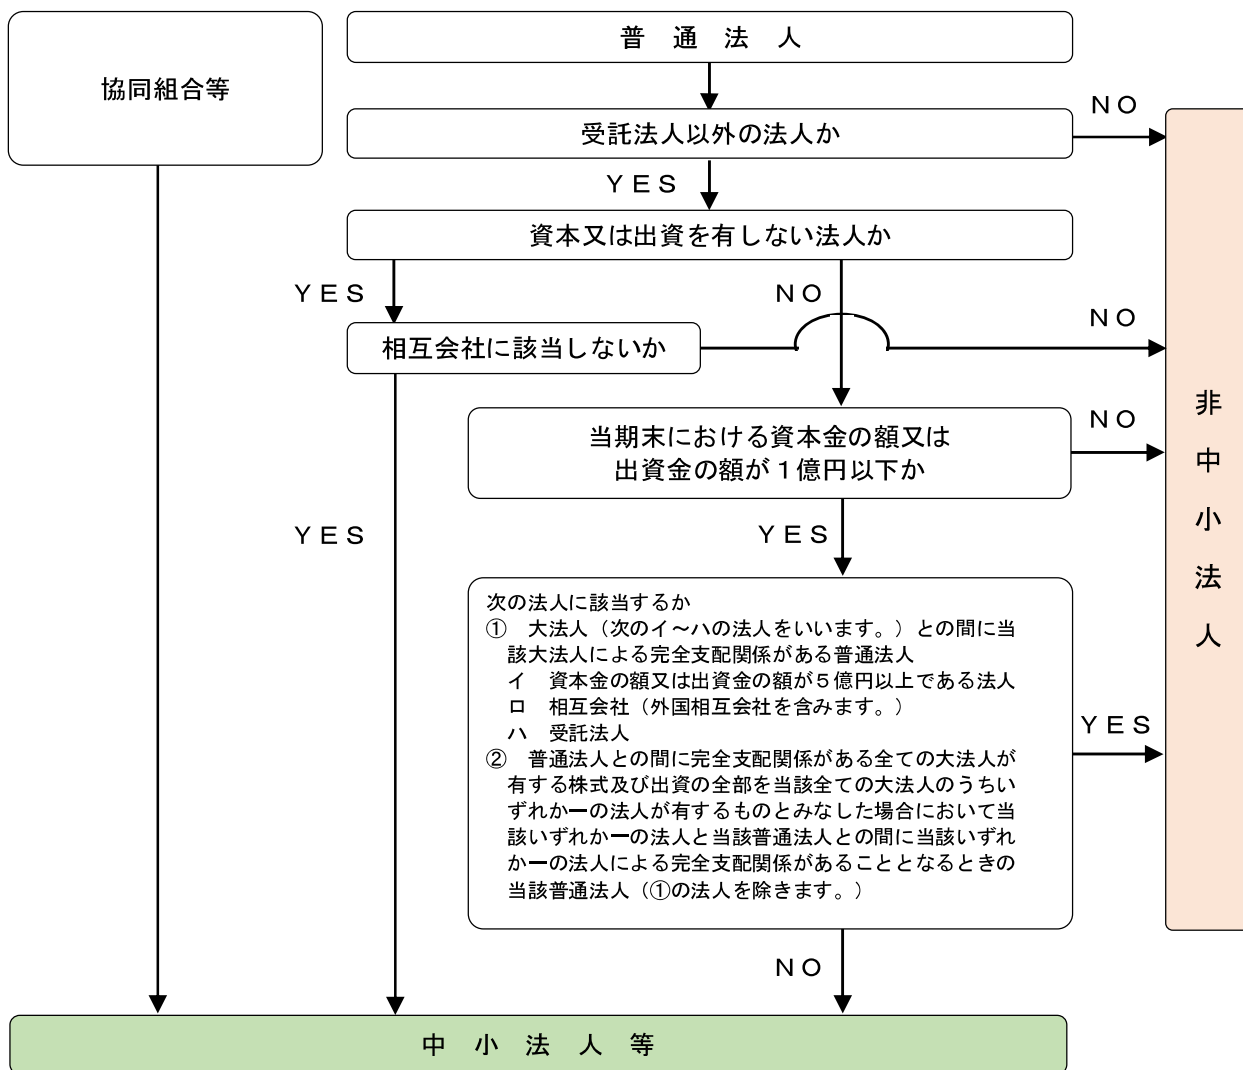 協同組合等
普　通　法　人
受託法人以外の法人か
ＮＯ
ＹＥＳ
資本又は出資を有しない法人か
ＹＥＳ
ＮＯ
相互会社に該当しないか
ＮＯ
当期末における資本金の額又は
出資金の額が１億円以下か
ＮＯ
ＹＥＳ
ＹＥＳ
次の法人に該当するか
①　大法人（次のイ～ハの法人をいいます。）との間に当
該大法人による完全支配関係がある普通法人
イ　資本金の額又は出資金の額が５億円以上である法人
ロ　相互会社（外国相互会社を含みます。）
ハ　受託法人
②　普通法人との間に完全支配関係がある全ての大法人が
有する株式及び出資の全部を当該全ての大法人のうちい
ずれか一の法人が有するものとみなした場合において当
該いずれか一の法人と当該普通法人との間に当該いずれ
か一の法人による完全支配関係があることとなるときの
当該普通法人（①の法人を除きます。）
ＹＥＳ
ＮＯ
非中小法人
中　小　法　人　等